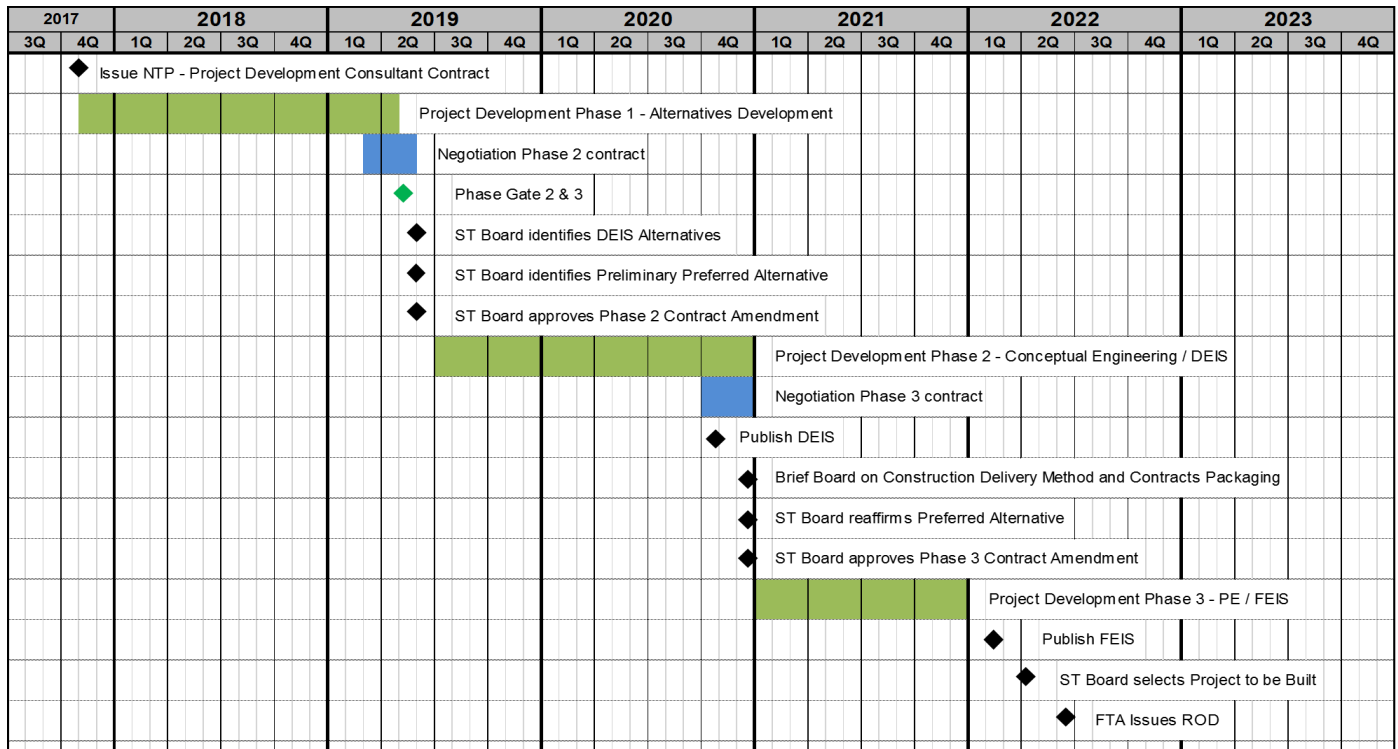 2017 2018 2019 2020 2021 2022 2023
3Q 4Q 1Q 2Q 3Q 4Q 1Q 2Q 3Q 4Q 1Q 2Q 3Q 4Q 1Q 2Q 3Q 4Q 1Q 2Q 3Q 4Q 1Q 2Q 3Q 4Q
Issue NTP - Project Development Consultant Contract
Project Development Phase 1 - Alternatives Development
Negotiation Phase 2 contract
Phase Gate 2 & 3
ST Board identifies DEIS Alternatives
ST Board identifies Preliminary Preferred Alternative
ST Board approves Phase 2 Contract Amendment
Project Development Phase 2 - Conceptual Engineering / DEIS
Negotiation Phase 3 contract
Publish DEIS
Brief Board on Construction Delivery Method and Contracts Packaging
ST Board reaffirms Preferred Alternative
ST Board approves Phase 3 Contract Amendment
Project Development Phase 3 - PE / FEIS
Publish FEIS
ST Board selects Project to be Built
FTA Issues ROD